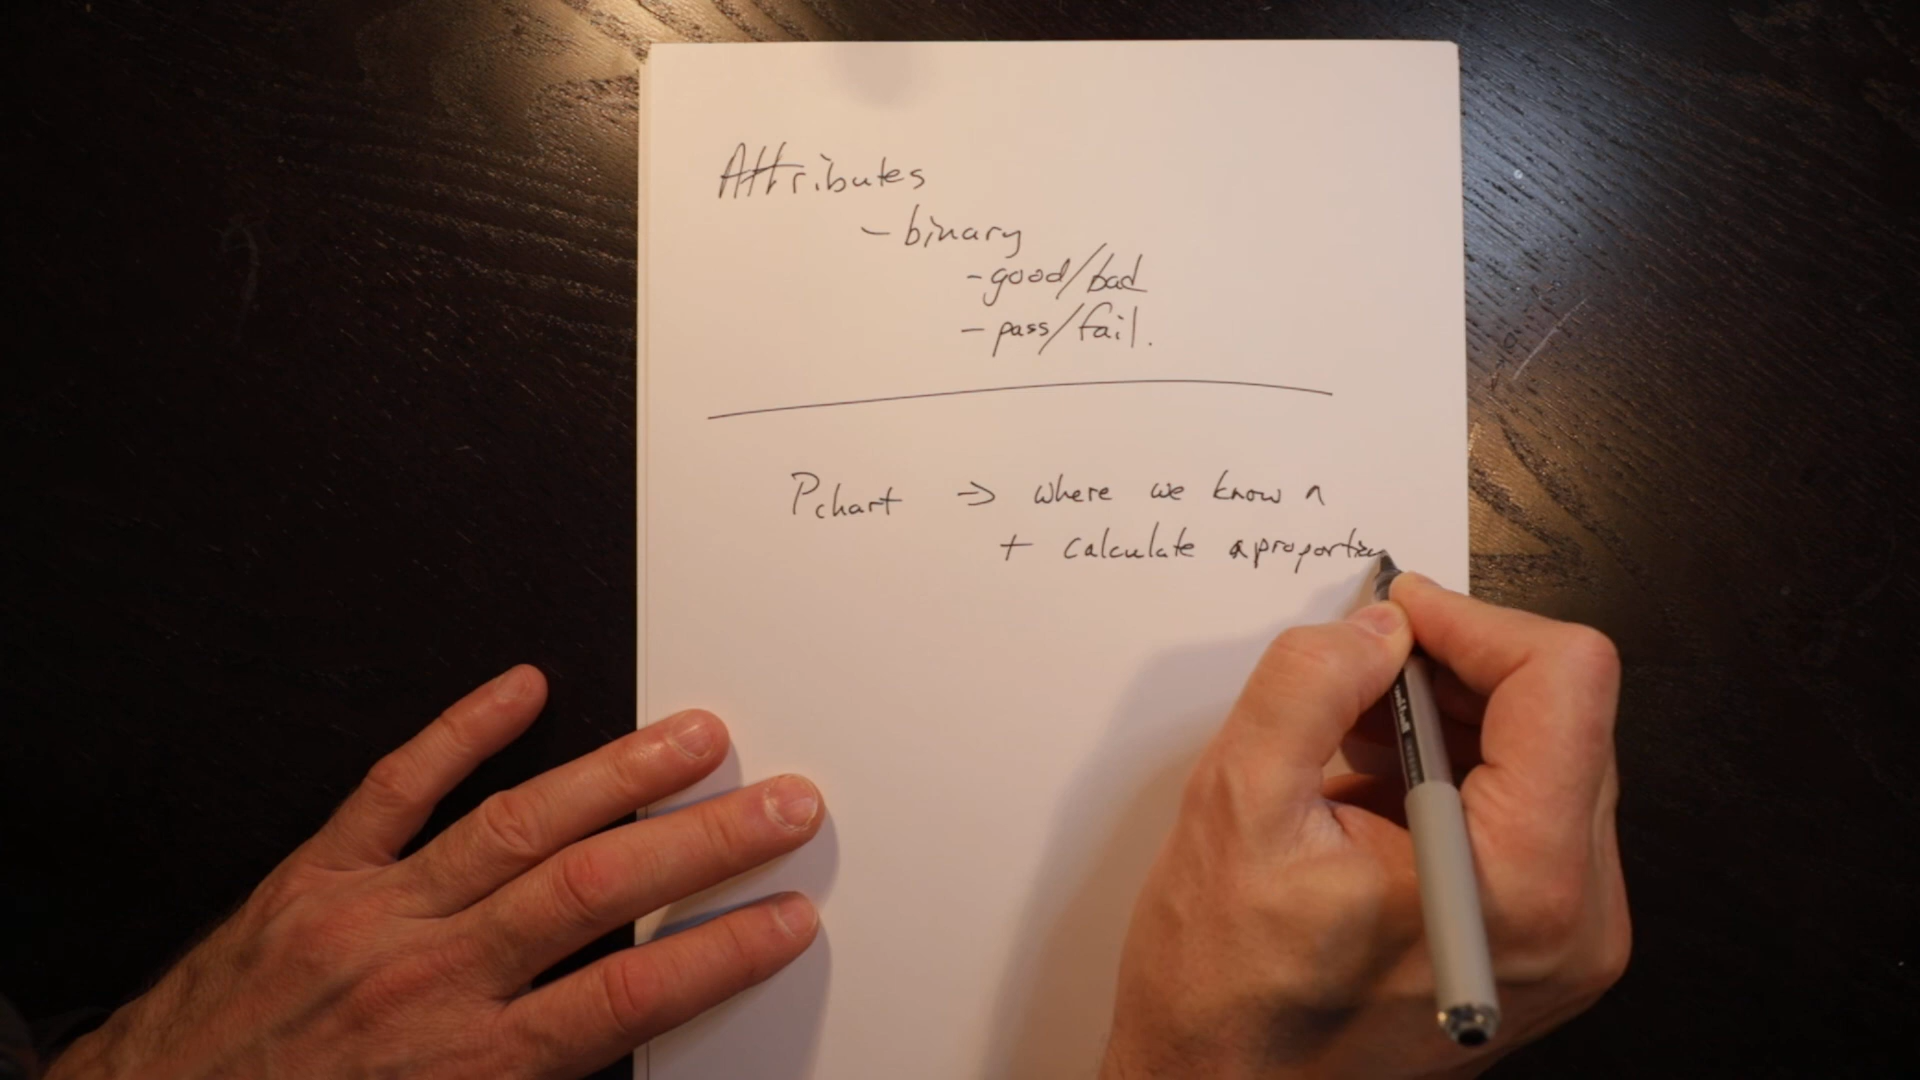 Attributes
- binary
- good/bad
- pass/fail.
Pchart → where we know n
+ calculate a proportion